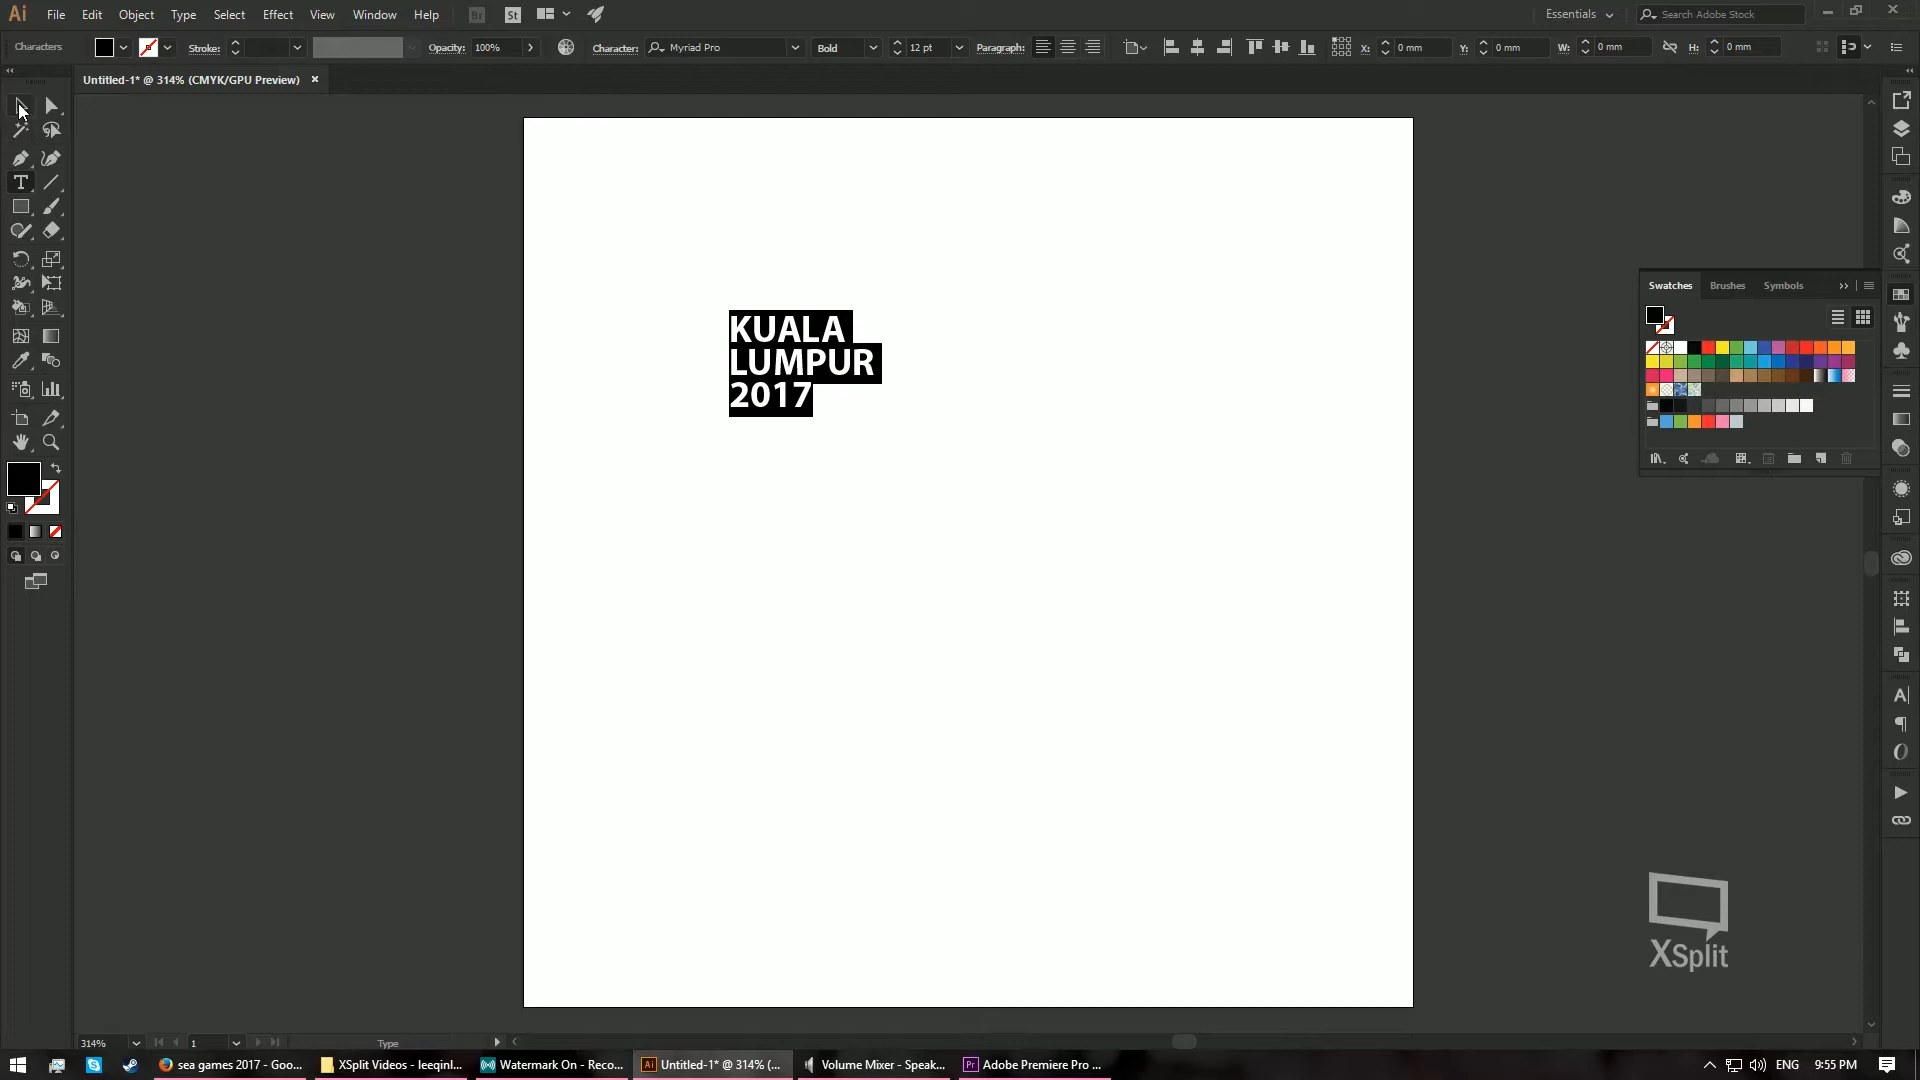 Ai File Edit Object Type Select Effect View Window Help Br St Essentials Search Adobe Stock
Characters Stroke: Opacity: 100% Character: Myriad Pro Bold 12 pt Paragraph: X: 0 mm Y: 0 mm W: 0 mm H: 0 mm
Untitled-1* @ 314% (CMYK/GPU Preview)
KUALA
LUMPUR
2017
Swatches Brushes Symbols
XSplit
314% 1 Type
sea games 2017 - Goo... XSplit Videos - leeqinl... Watermark On - Reco... Ai Untitled-1* @ 314% (... Volume Mixer - Speak... Pr Adobe Premiere Pro ... ENG 9:55 PM